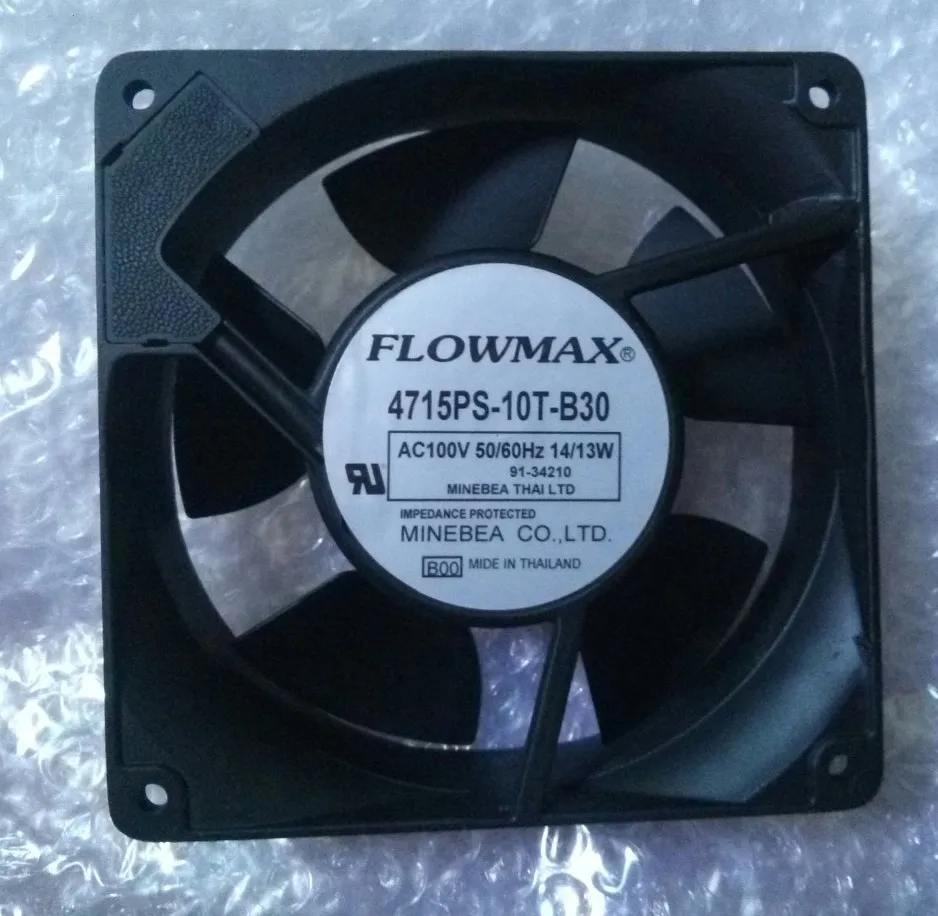 FLOWMAX®
4715PS-10T-B30
AC100V 50/60Hz 14/13W
91-34210
MINEBEA THAI LTD
IMPEDANCE PROTECTED
MINEBEA CO.,LTD.
B00 MIDE IN THAILAND